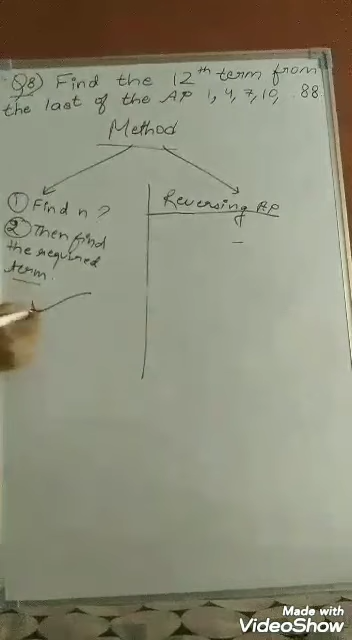 Q8) Find the 12th term from
the last of the AP 1, 4, 7, 10, .88
Method
① Find n ?
② Then find
the required
term.
Reversing AP
Made with
VideoShow